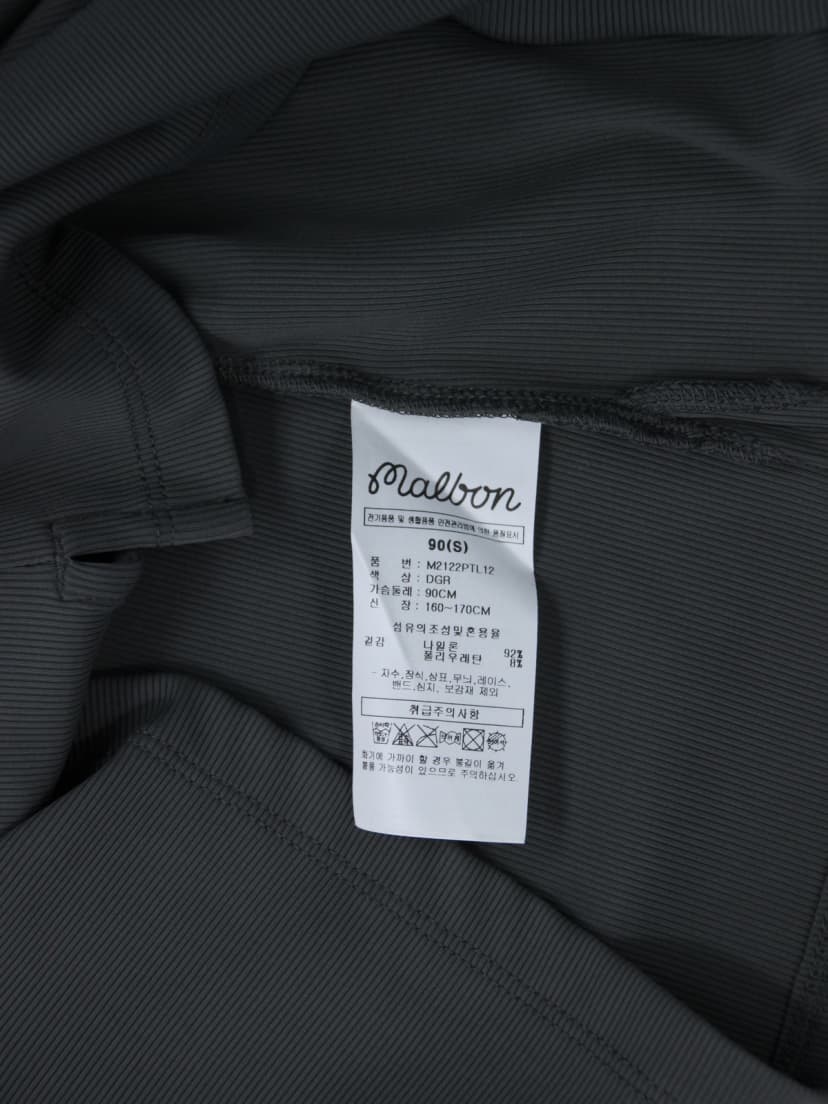 Malbon
전기용품 및 생활용품 안전관리법에 의한 품질표시
90(S)
품 번 : M2122PTL12
색 상 : DGR
가슴둘레 : 90CM
신 장 : 160~170CM
섬유의조성및혼용율
겉감 나일론 92%
폴리우레탄 8%
- 자수,장식,상표,무늬,레이스,
밴드,심지, 보강재 제외
취급주의사항
화기에 가까이 할 경우 불길이 옮겨
붙을 가능성이 있으므로 주의하십시오.